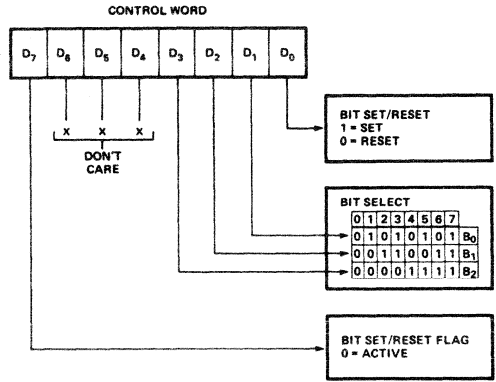 CONTROL WORD
D7 D6 D5 D4 D3 D2 D1 D0
X X X
DON'T
CARE
BIT SET/RESET
1 = SET
0 = RESET
BIT SELECT
0 1 2 3 4 5 6 7
0 1 0 1 0 1 0 1 B0
0 0 1 1 0 0 1 1 B1
0 0 0 0 1 1 1 1 B2
BIT SET/RESET FLAG
0 = ACTIVE